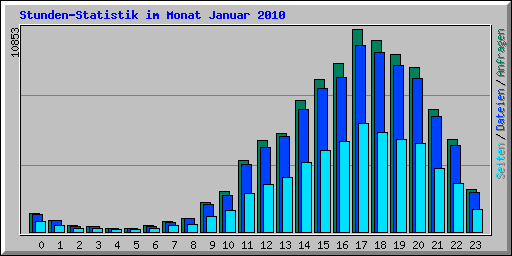 Stunden-Statistik im Monat Januar 2010
10853
Seiten / Dateien / Anfragen
0 1 2 3 4 5 6 7 8 9 10 11 12 13 14 15 16 17 18 19 20 21 22 23